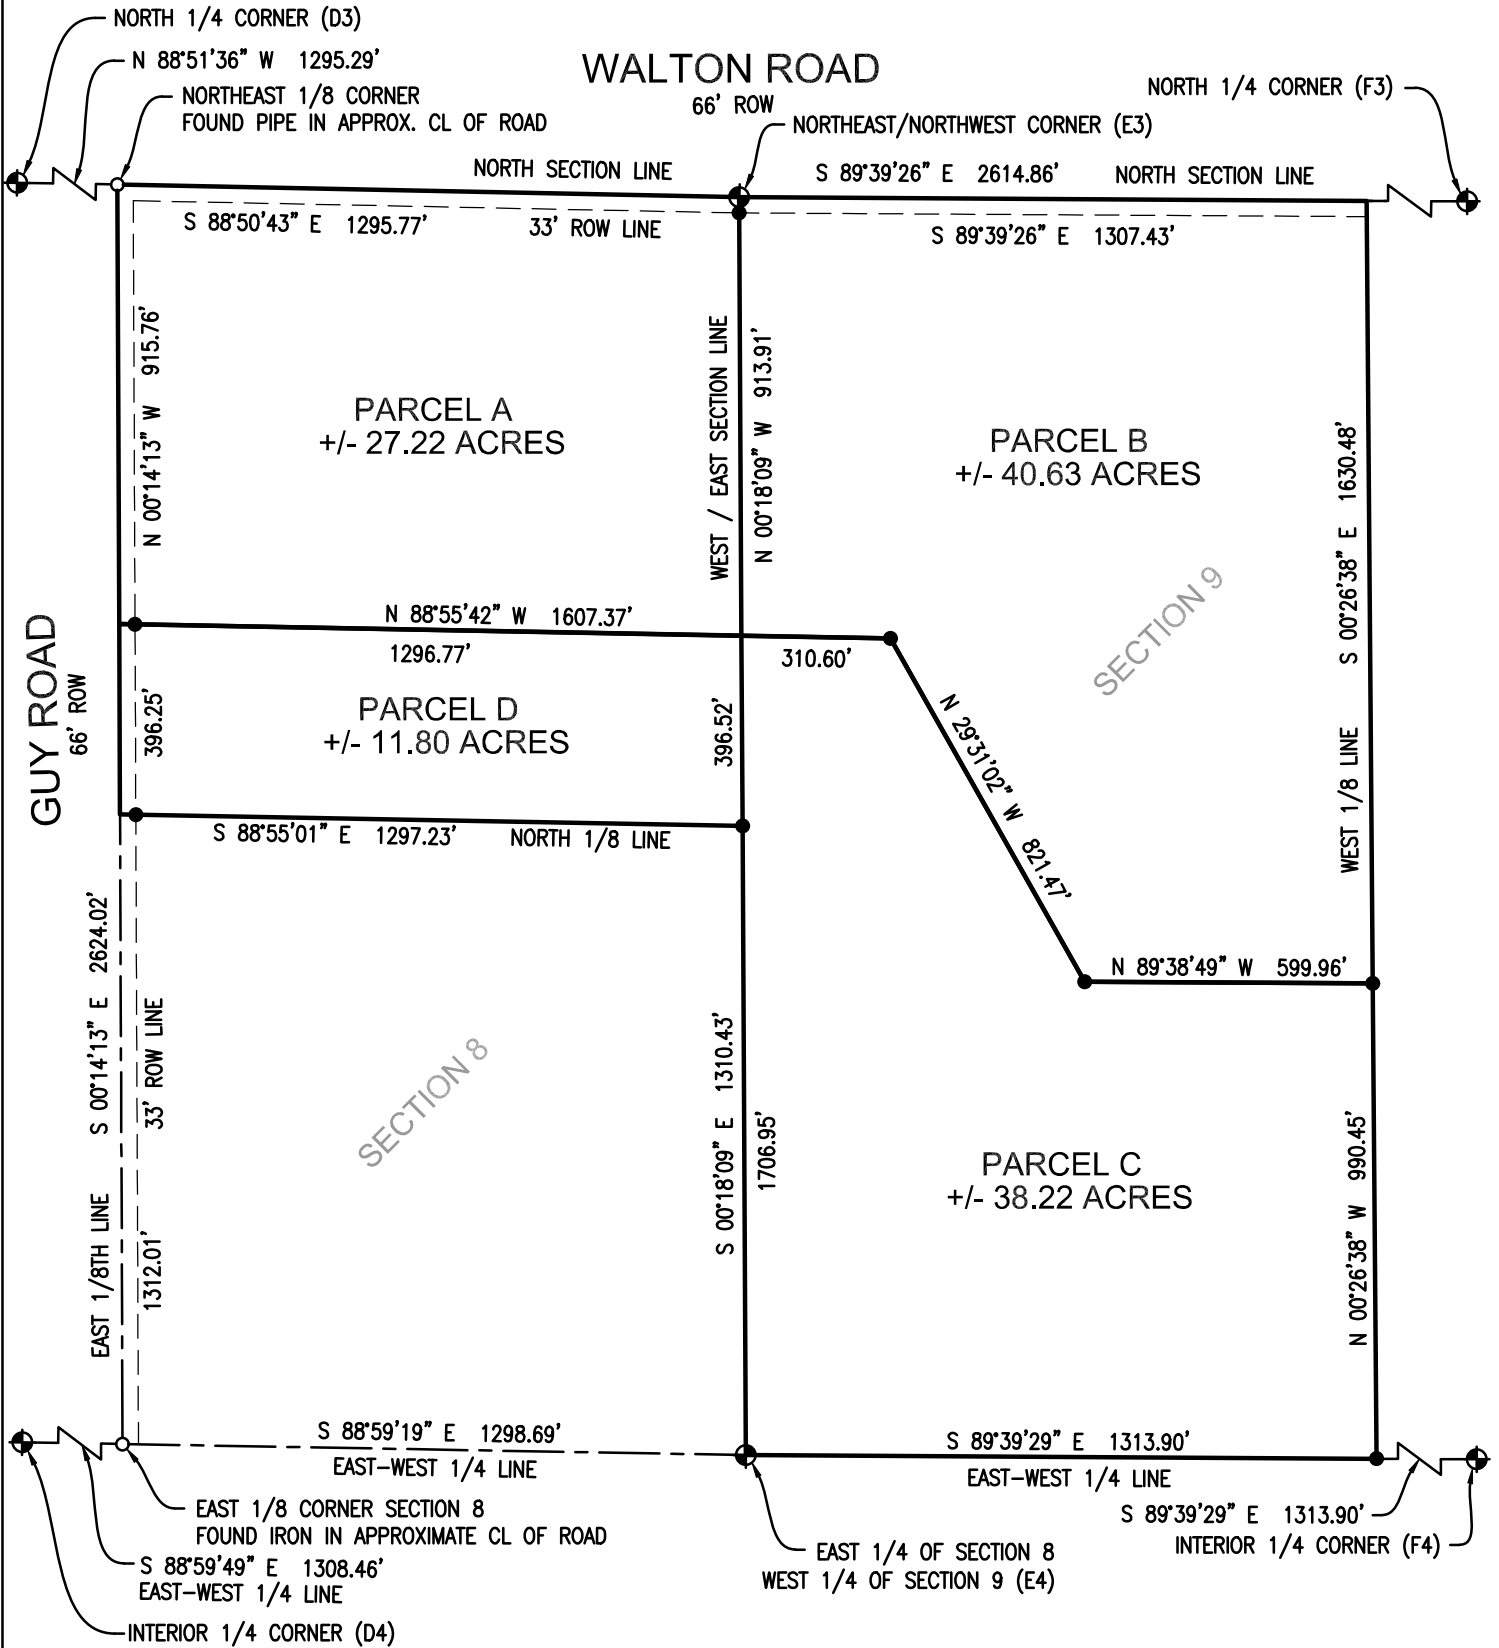 NORTH 1/4 CORNER (D3)
N 88°51'36" W 1295.29'
NORTHEAST 1/8 CORNER
FOUND PIPE IN APPROX. CL OF ROAD
WALTON ROAD
66' ROW
NORTHEAST/NORTHWEST CORNER (E3)
NORTH 1/4 CORNER (F3)
NORTH SECTION LINE
S 89°39'26" E 2614.86'
NORTH SECTION LINE
S 88°50'43" E 1295.77'
33' ROW LINE
S 89°39'26" E 1307.43'
N 00°14'13" W 915.76'
PARCEL A
+/- 27.22 ACRES
WEST / EAST SECTION LINE
N 00°18'09" W 913.91'
PARCEL B
+/- 40.63 ACRES
S 00°26'38" E 1630.48'
WEST 1/8 LINE
SECTION 9
N 88°55'42" W 1607.37'
1296.77'
310.60'
GUY ROAD
66' ROW
396.25'
PARCEL D
+/- 11.80 ACRES
396.52'
N 29°31'02" W 821.47'
S 88°55'01" E 1297.23'
NORTH 1/8 LINE
N 89°38'49" W 599.96'
S 00°14'13" E 2624.02'
EAST 1/8TH LINE
33' ROW LINE
1312.01'
SECTION 8
S 00°18'09" E 1310.43'
1706.95'
PARCEL C
+/- 38.22 ACRES
N 00°26'38" W 990.45'
S 88°59'19" E 1298.69'
EAST-WEST 1/4 LINE
S 89°39'29" E 1313.90'
EAST-WEST 1/4 LINE
EAST 1/8 CORNER SECTION 8
FOUND IRON IN APPROXIMATE CL OF ROAD
S 88°59'49" E 1308.46'
EAST-WEST 1/4 LINE
INTERIOR 1/4 CORNER (D4)
EAST 1/4 OF SECTION 8
WEST 1/4 OF SECTION 9 (E4)
S 89°39'29" E 1313.90'
INTERIOR 1/4 CORNER (F4)